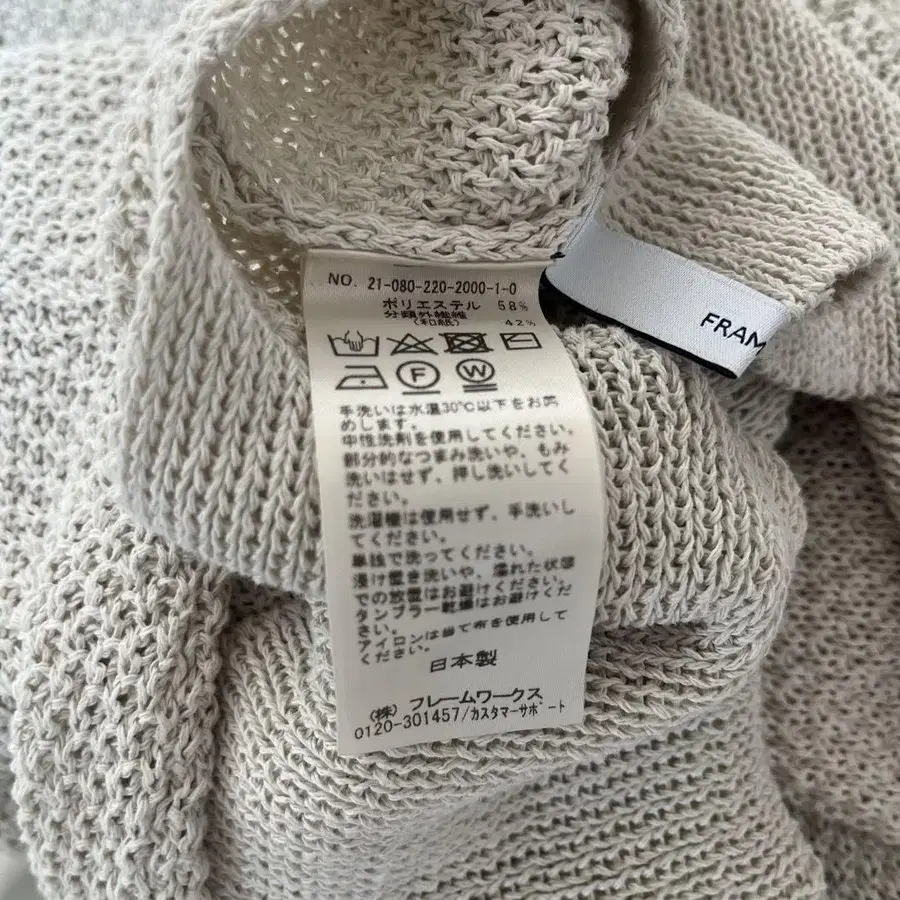 NO. 21-080-220-2000-1-0
ポリエステル 58%
分類外繊維
(和紙) 42%
F
W
手洗いは水温30℃以下をお勧
めします。
中性洗剤を使用してください。
部分的なつまみ洗いや、もみ
洗いはせず、押し洗いしてく
ださい。
洗濯機は使用せず、手洗いし
てください。
単独で洗ってください。
浸け置き洗いや、濡れた状態
での放置はお避けください。
タンブラー乾燥はお避けくだ
さい。
アイロンは当て布を使用して
ください。
日本製
(株) フレームワークス
0120-301457/カスタマーサポート
FRAM